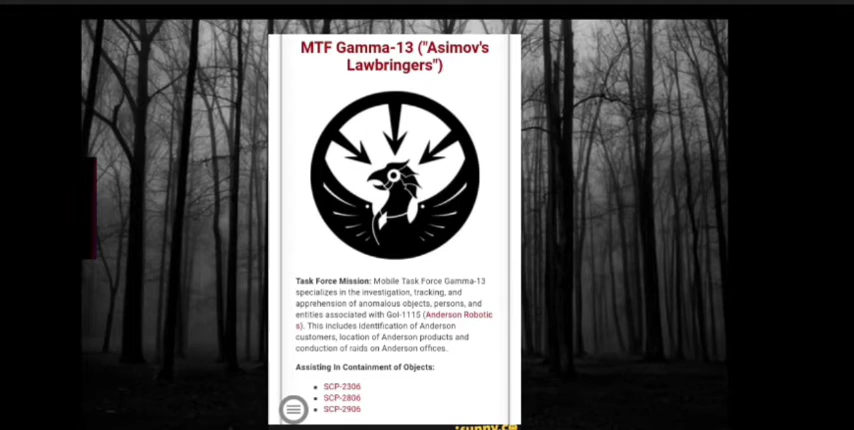 MTF Gamma-13 ("Asimov's
Lawbringers")
Task Force Mission: Mobile Task Force Gamma-13
specializes in the investigation, tracking, and
apprehension of anomalous objects, persons, and
entities associated with GoI-1115 (Anderson Robotic
s). This includes identification of Anderson
customers, location of Anderson products and
conduction of raids on Anderson offices.
Assisting In Containment of Objects:
SCP-2306
SCP-2806
SCP-2906